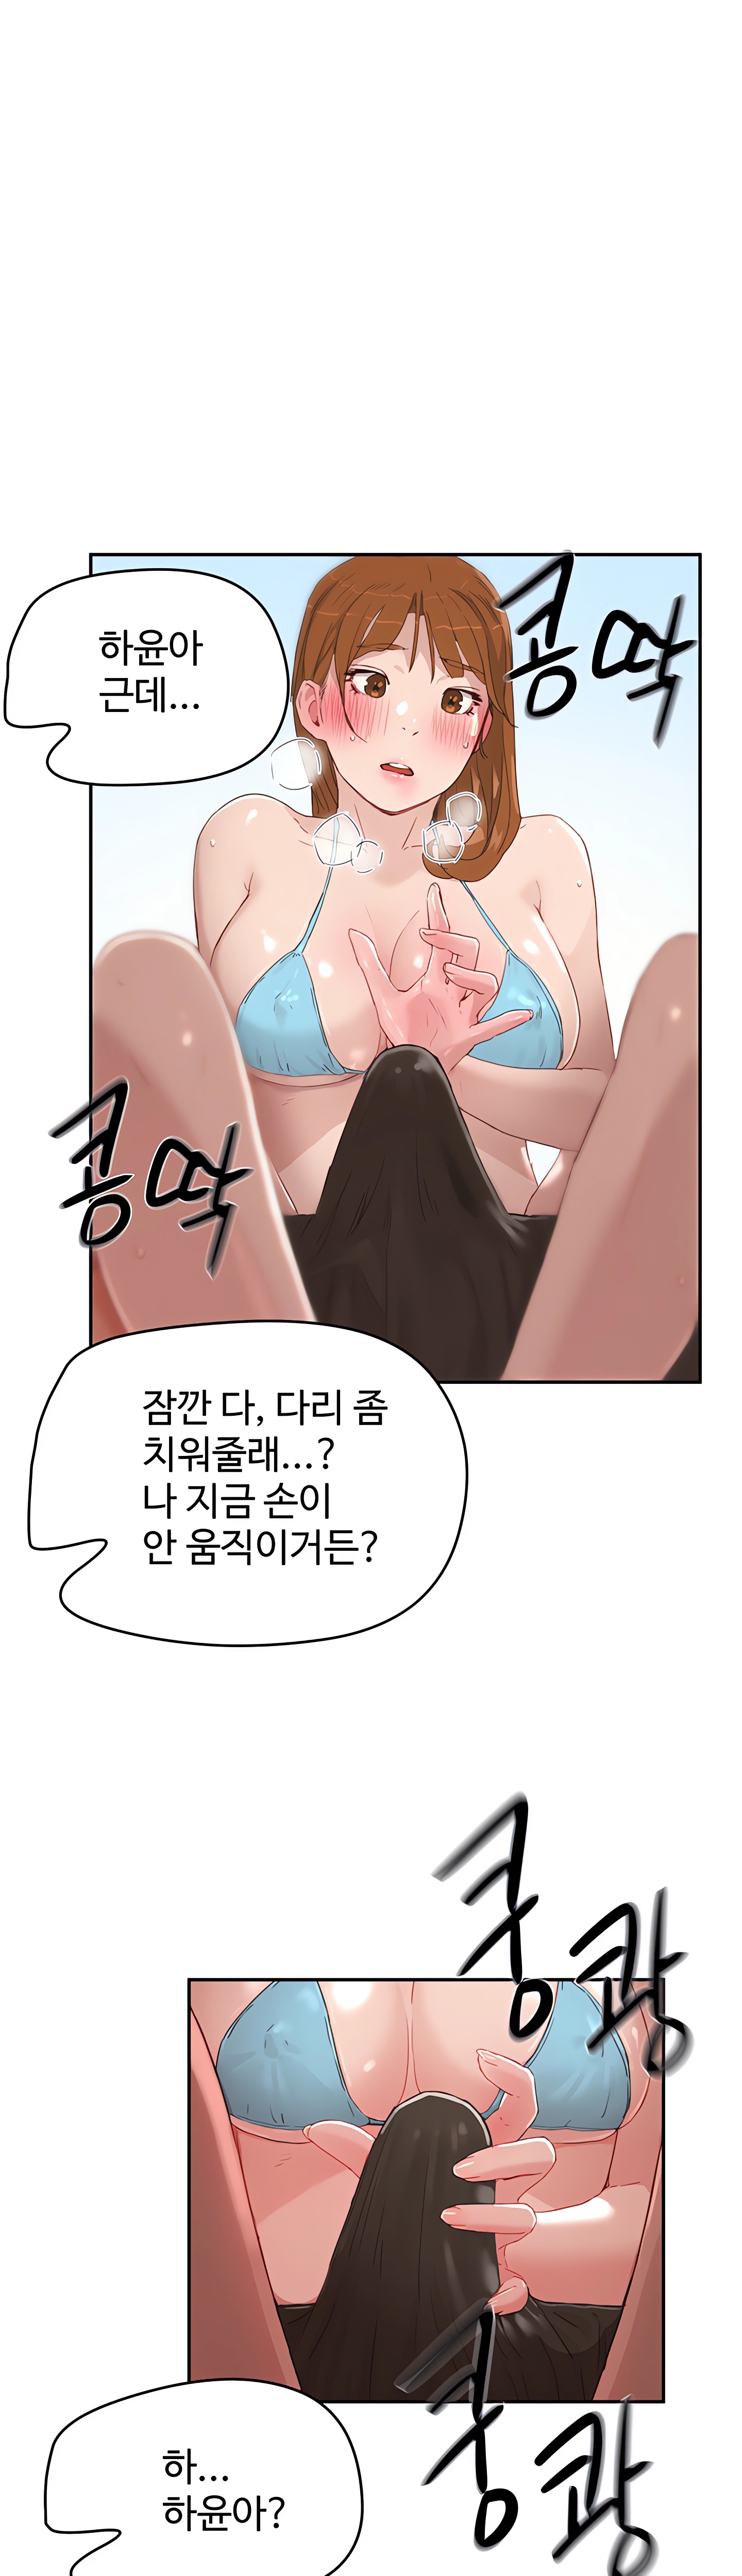 하윤아
근데...
콩딱
콩딱
잠깐 다, 다리 좀
치워줄래...?
나 지금 손이
안 움직이거든?
쿵쾅
하...
하윤아?
쿵쾅